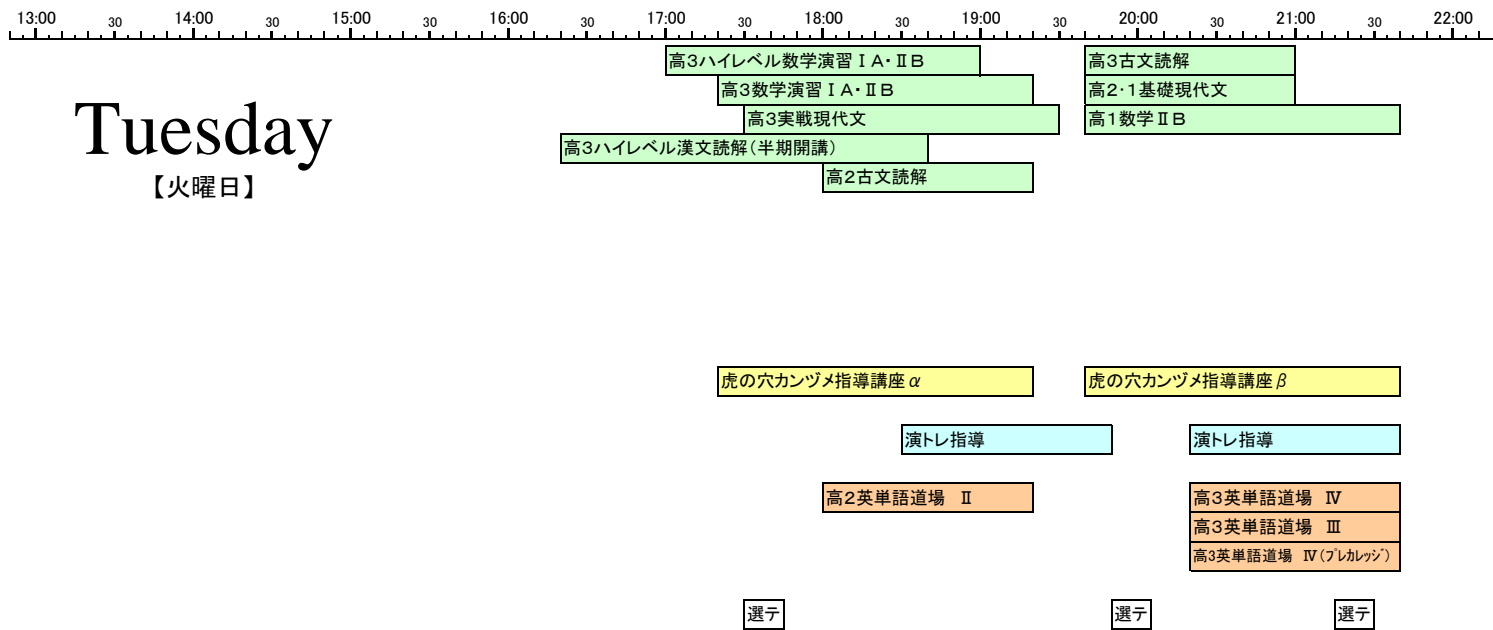 13:00 30 14:00 30 15:00 30 16:00 30 17:00 30 18:00 30 19:00 30 20:00 30 21:00 30 22:00
Tuesday
【火曜日】
高3ハイレベル数学演習ⅠA・ⅡB
高3古文読解
高3数学演習ⅠA・ⅡB
高2・1基礎現代文
高3実戦現代文
高1数学ⅡB
高3ハイレベル漢文読解(半期開講)
高2古文読解
虎の穴カンヅメ指導講座α
虎の穴カンヅメ指導講座β
演トレ指導
演トレ指導
高2英単語道場 Ⅱ
高3英単語道場 Ⅳ
高3英単語道場 Ⅲ
高3英単語道場 Ⅳ(プレカレッジ)
選テ
選テ
選テ